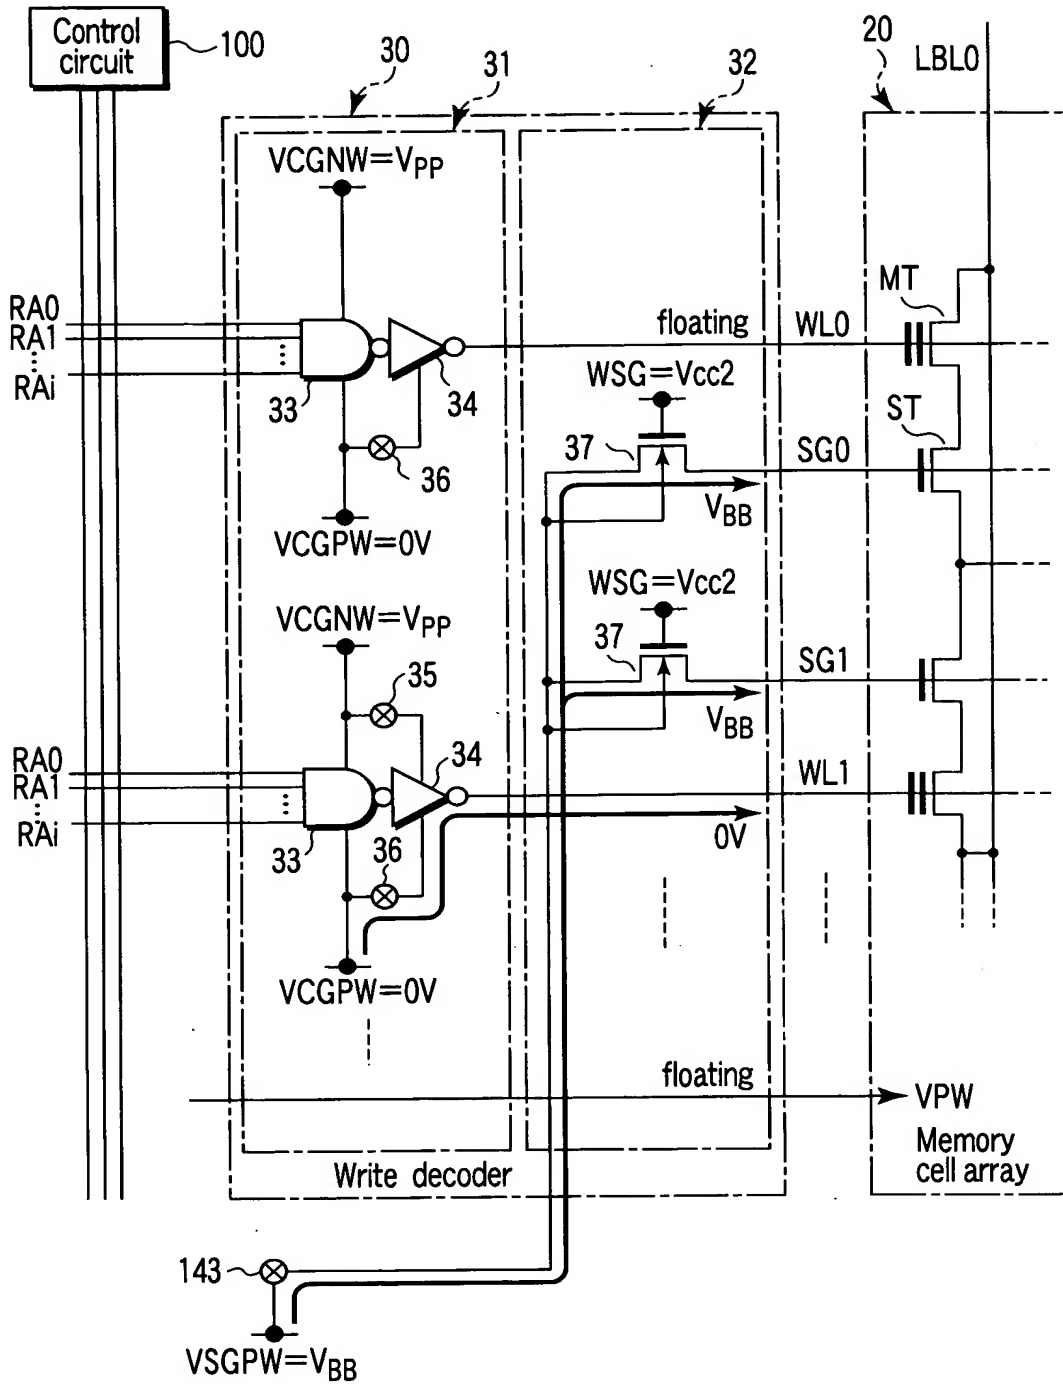 Control circuit
100
30
31
32
20
LBL0
VCGNW=VPP
MT
RA0
RA1
RAi
floating
WL0
33
34
WSG=Vcc2
ST
36
37
SG0
VBB
VCGPW=0V
WSG=Vcc2
VCGNW=VPP
37
SG1
35
VBB
34
RA0
RA1
RAi
WL1
33
36
0V
VCGPW=0V
floating
VPW
Memory cell array
Write decoder
143
VSGPW=VBB